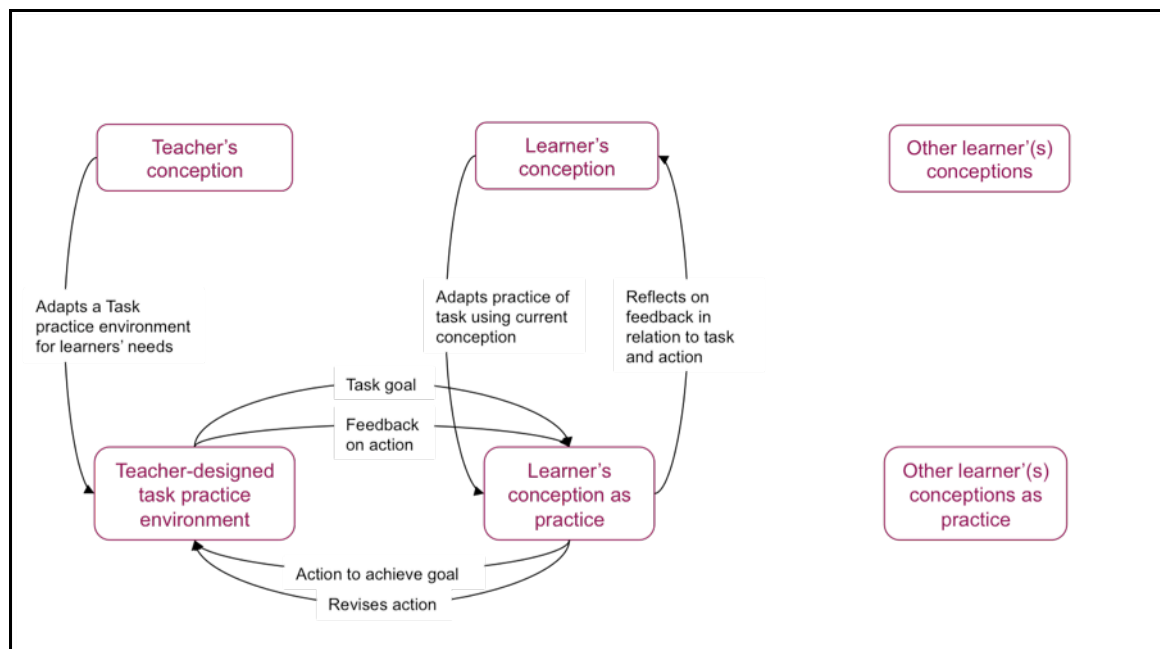 Teacher's
conception
Learner's
conception
Other learner'(s)
conceptions
Adapts a Task
practice environment
for learners' needs
Adapts practice of
task using current
conception
Reflects on
feedback in
relation to task
and action
Task goal
Feedback
on action
Teacher-designed
task practice
environment
Learner's
conception as
practice
Other learner'(s)
conceptions as
practice
Action to achieve goal
Revises action